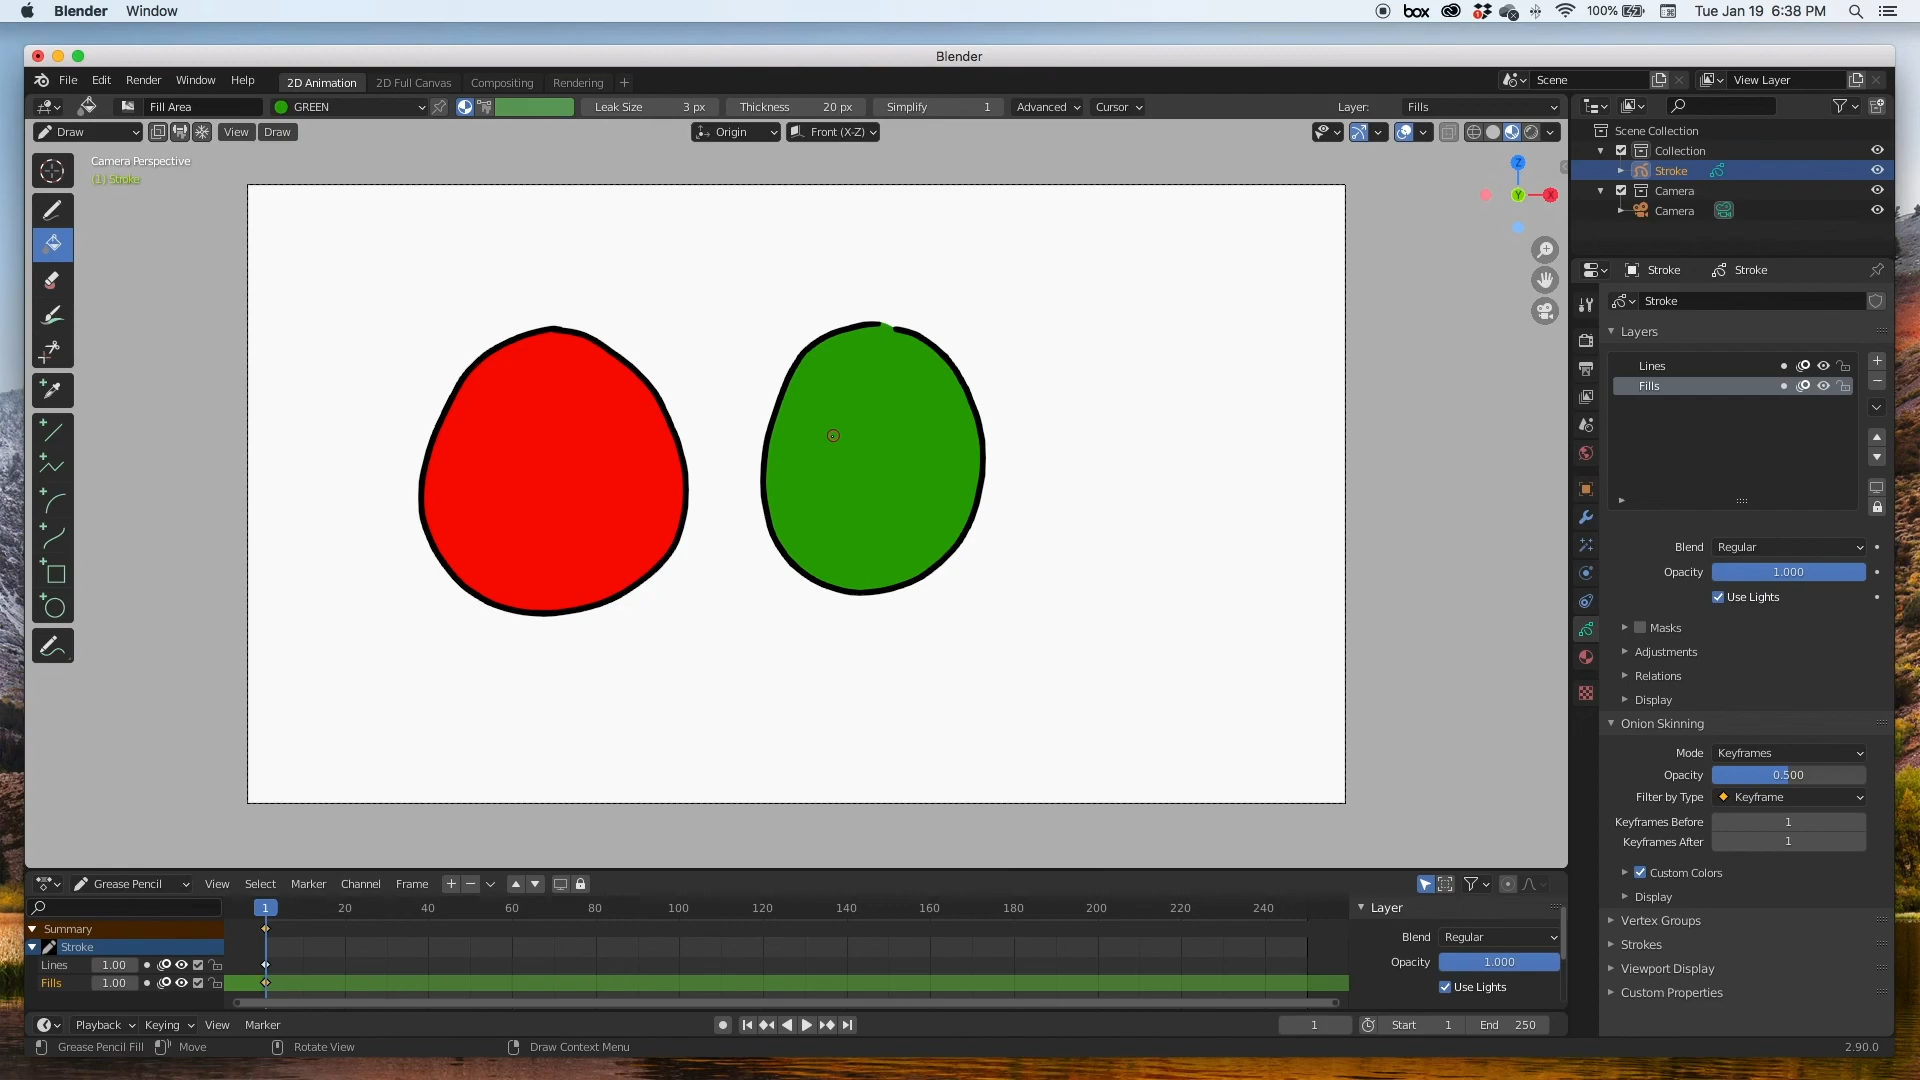 Blender Window box 100% Tue Jan 19 6:38 PM
Blender
File Edit Render Window Help 2D Animation 2D Full Canvas Compositing Rendering + Scene View Layer
Fill Area GREEN Leak Size 3 px Thickness 20 px Simplify 1 Advanced Cursor Layer: Fills
Draw View Draw Origin Front (X-Z)
Scene Collection
Collection
Stroke
Camera
Camera
Camera Perspective
(1) Stroke
Z
Y
X
Stroke Stroke
Stroke
Layers
Lines
Fills
Blend Regular
Opacity 1.000
Use Lights
Masks
Adjustments
Relations
Display
Onion Skinning
Mode Keyframes
Opacity 0.500
Filter by Type Keyframe
Keyframes Before 1
Keyframes After 1
Custom Colors
Display
Vertex Groups
Strokes
Viewport Display
Custom Properties
Grease Pencil View Select Marker Channel Frame
1 20 40 60 80 100 120 140 160 180 200 220 240
Summary
Stroke
Lines 1.00
Fills 1.00
Layer
Blend Regular
Opacity 1.000
Use Lights
Playback Keying View Marker 1 Start 1 End 250
Grease Pencil Fill Move Rotate View Draw Context Menu 2.90.0